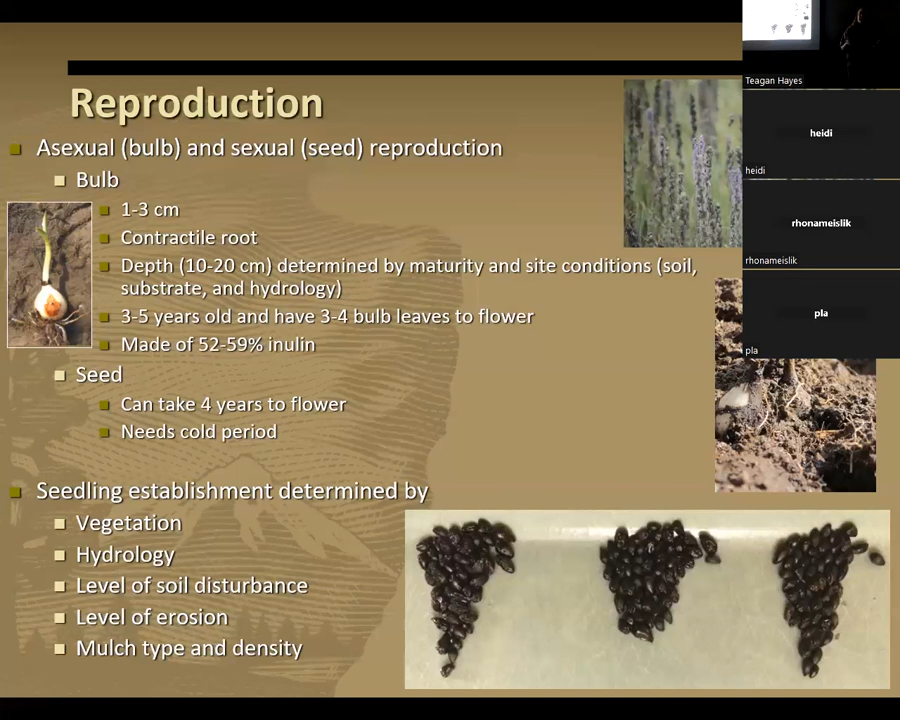 Reproduction
Asexual (bulb) and sexual (seed) reproduction
Bulb
1-3 cm
Contractile root
Depth (10-20 cm) determined by maturity and site conditions (soil,
substrate, and hydrology)
3-5 years old and have 3-4 bulb leaves to flower
Made of 52-59% inulin
Seed
Can take 4 years to flower
Needs cold period
Seedling establishment determined by
Vegetation
Hydrology
Level of soil disturbance
Level of erosion
Mulch type and density
Teagan Hayes
heidi
heidi
rhonameislik
rhonameislik
pla
pla